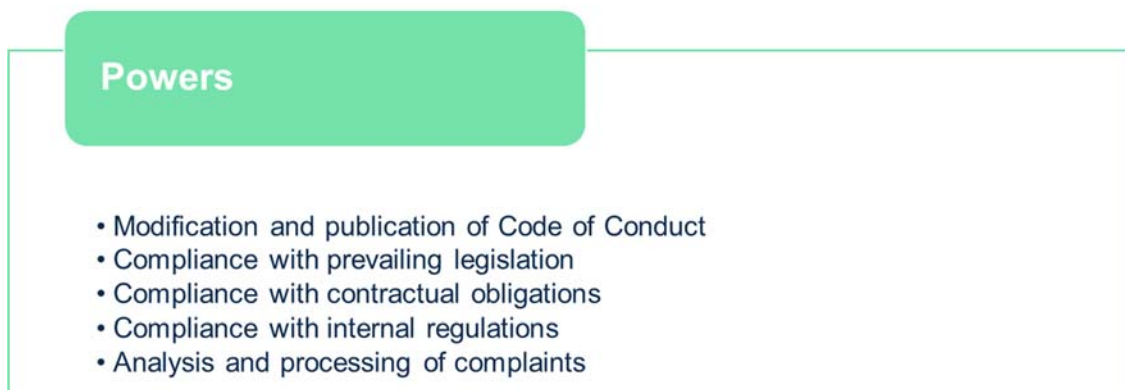 Powers
• Modification and publication of Code of Conduct
• Compliance with prevailing legislation
• Compliance with contractual obligations
• Compliance with internal regulations
• Analysis and processing of complaints